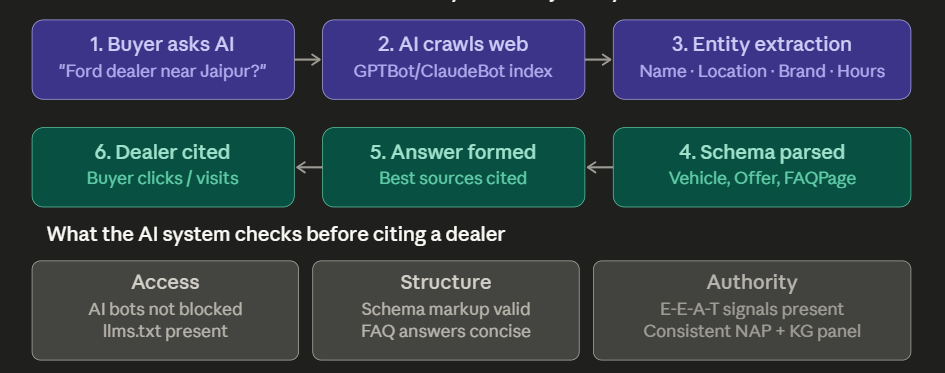 1. Buyer asks AI
"Ford dealer near Jaipur?"
2. AI crawls web
GPTBot/ClaudeBot index
3. Entity extraction
Name · Location · Brand · Hours
6. Dealer cited
Buyer clicks / visits
5. Answer formed
Best sources cited
4. Schema parsed
Vehicle, Offer, FAQPage
What the AI system checks before citing a dealer
Access
AI bots not blocked
llms.txt present
Structure
Schema markup valid
FAQ answers concise
Authority
E-E-A-T signals present
Consistent NAP + KG panel